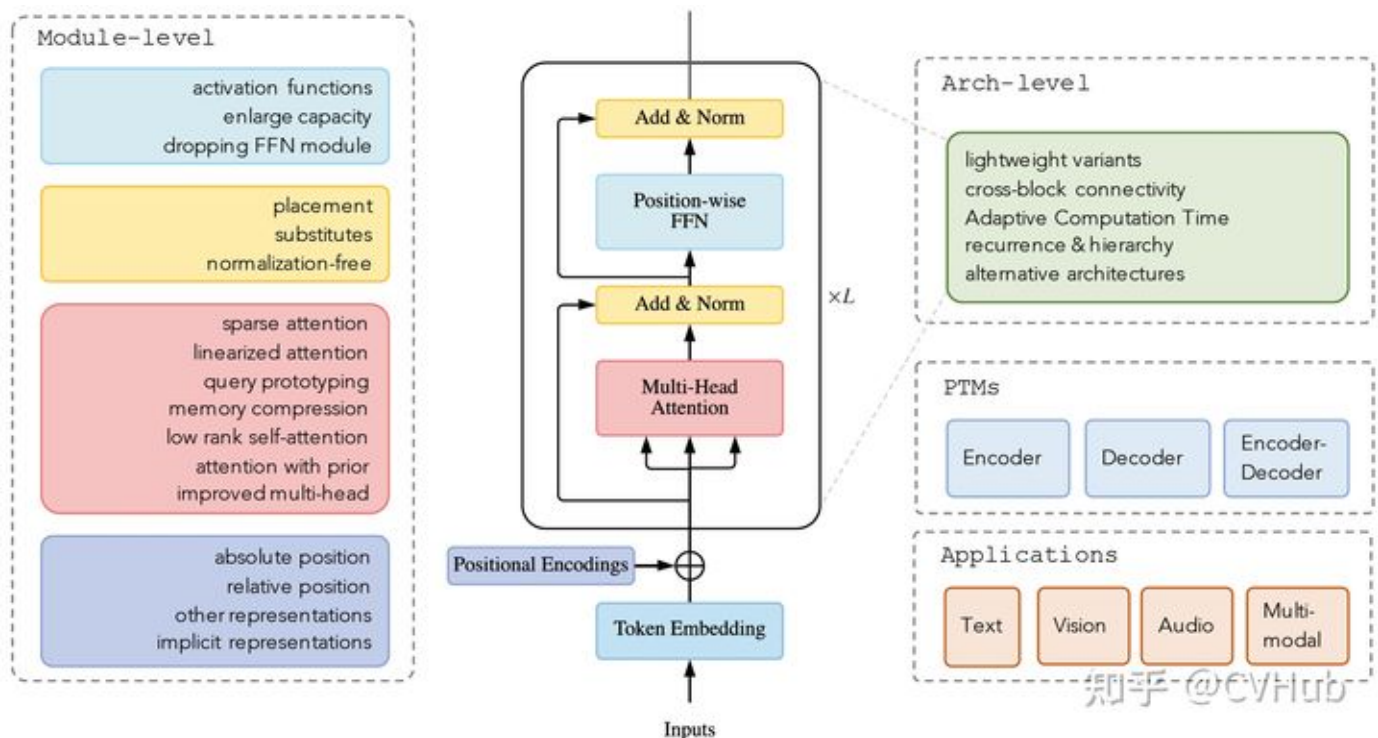 Module-level
activation functions
enlarge capacity
dropping FFN module
placement
substitutes
normalization-free
sparse attention
linearized attention
query prototyping
memory compression
low rank self-attention
attention with prior
improved multi-head
absolute position
relative position
other representations
implicit representations
Add & Norm
Position-wise
FFN
Add & Norm
×L
Multi-Head
Attention
Positional Encodings
Token Embedding
Inputs
Arch-level
lightweight variants
cross-block connectivity
Adaptive Computation Time
recurrence & hierarchy
alternative architectures
PTMs
Encoder
Decoder
Encoder-
Decoder
Applications
Text
Vision
Audio
Multi-
modal
知乎 @CVHub